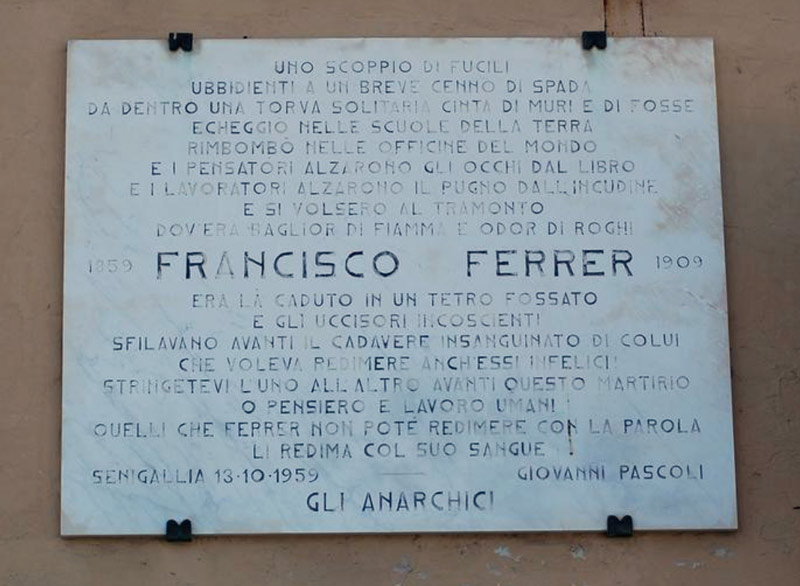 UNO SCOPPIO DI FUCILI
UBBIDIENTI A UN BREVE CENNO DI SPADA
DA DENTRO UNA TORVA SOLITARIA CINTA DI MURI E DI FOSSE
ECHEGGIO NELLE SCUOLE DELLA TERRA
RIMBOMBÒ NELLE OFFICINE DEL MONDO
E I PENSATORI ALZARONO GLI OCCHI DAL LIBRO
E I LAVORATORI ALZARONO IL PUGNO DALL'INCUDINE
E SI VOLSERO AL TRAMONTO
DOV'ERA BAGLIOR DI FIAMMA E ODOR DI ROGHI
1859 FRANCISCO FERRER 1909
ERA LÀ CADUTO IN UN TETRO FOSSATO
E GLI UCCISORI INCOSCIENTI
SFILAVANO AVANTI IL CADAVERE INSANGUINATO DI COLUI
CHE VOLEVA REDIMERE ANCH'ESSI INFELICI!
STRINGETEVI L'UNO ALL'ALTRO AVANTI QUESTO MARTIRIO
O PENSIERO E LAVORO UMANI!
QUELLI CHE FERRER NON POTÉ REDIMERE CON LA PAROLA
LI REDIMA COL SUO SANGUE!
SENIGALLIA 13·10·1959 GIOVANNI PASCOLI
GLI ANARCHICI